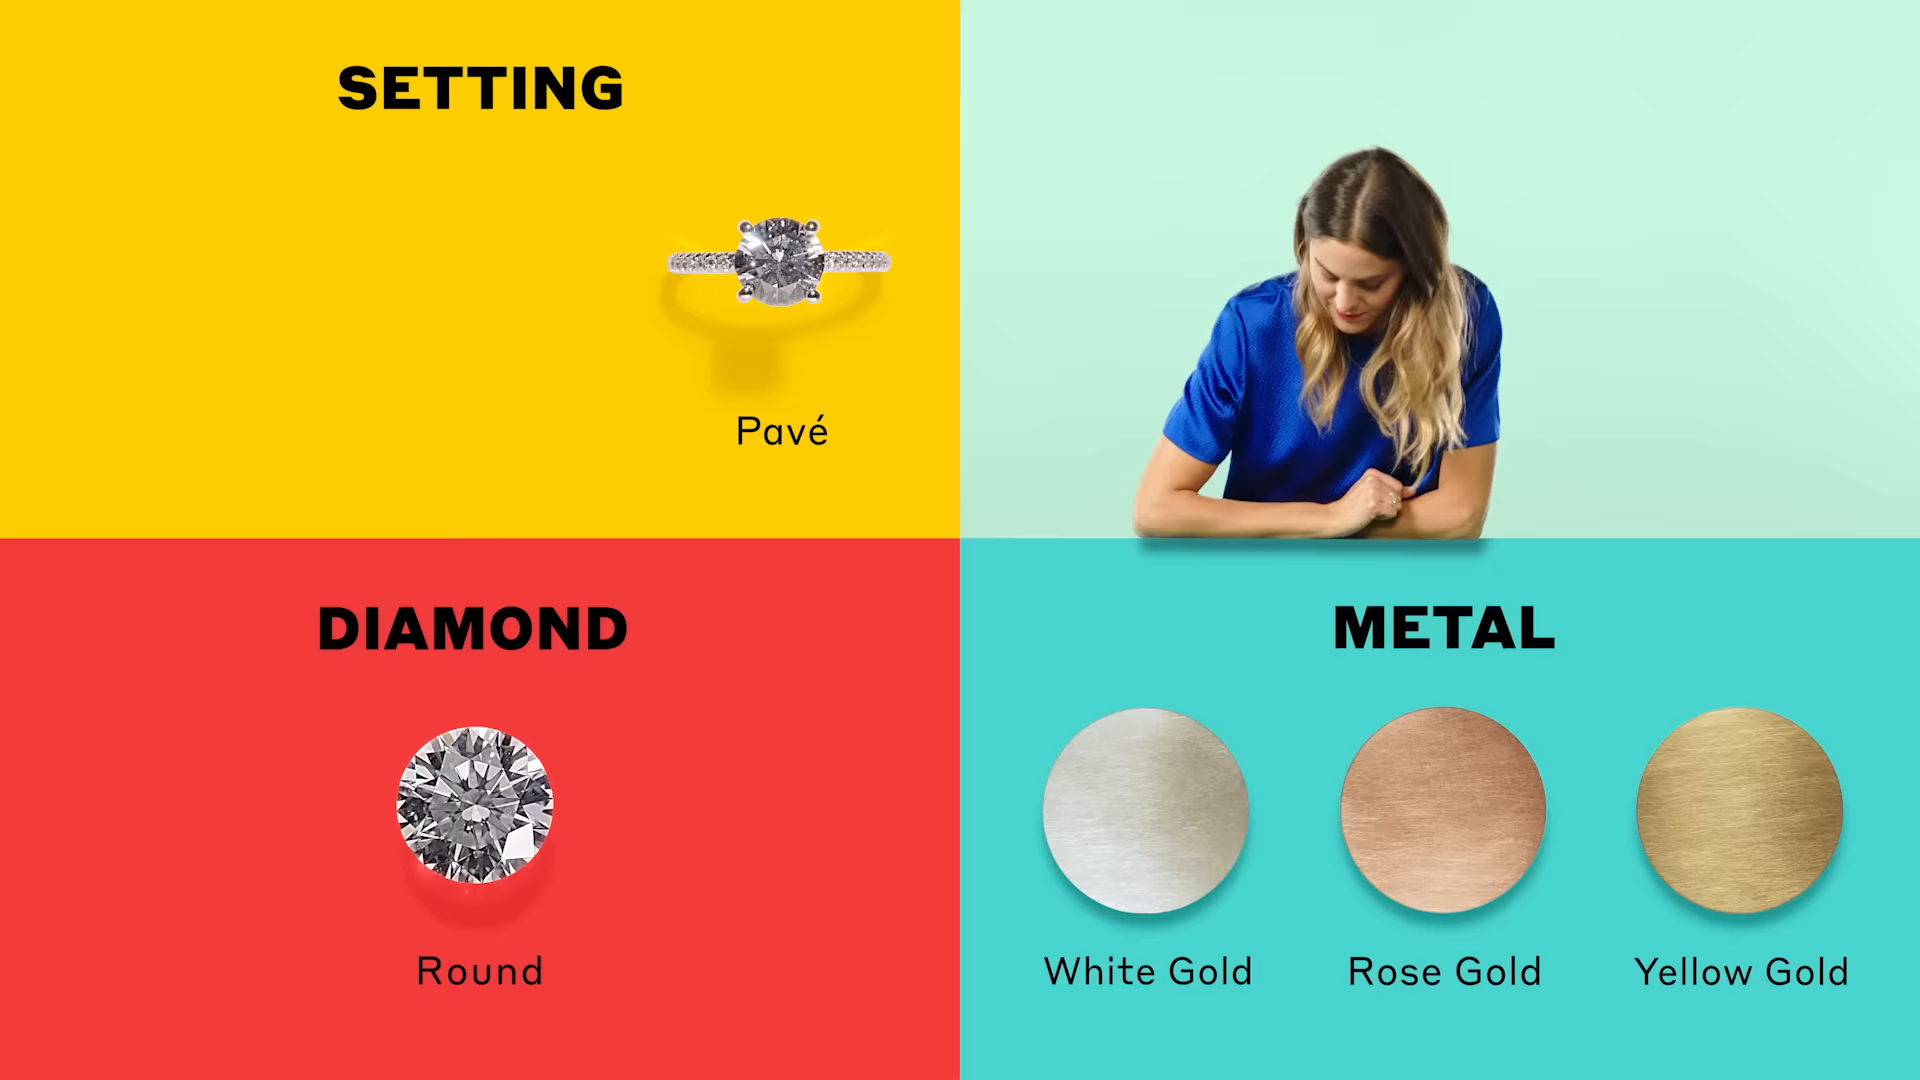 SETTING
Pavé
DIAMOND
Round
METAL
White Gold
Rose Gold
Yellow Gold